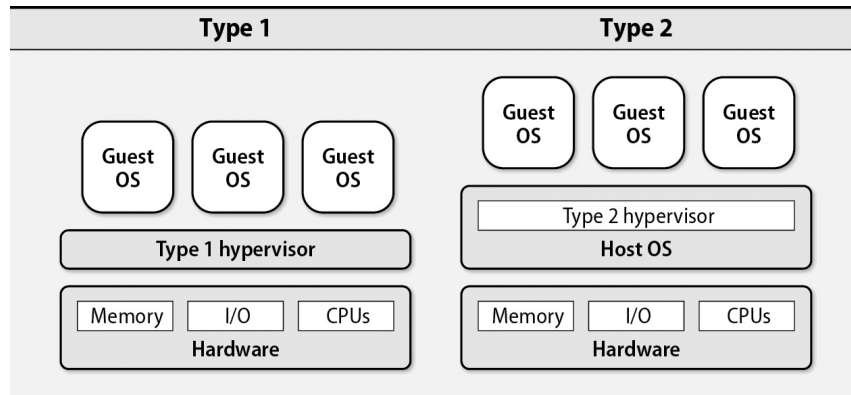 Type 1
Guest OS
Guest OS
Guest OS
Type 1 hypervisor
Memory I/O CPUs
Hardware
Type 2
Guest OS
Guest OS
Guest OS
Type 2 hypervisor
Host OS
Memory I/O CPUs
Hardware